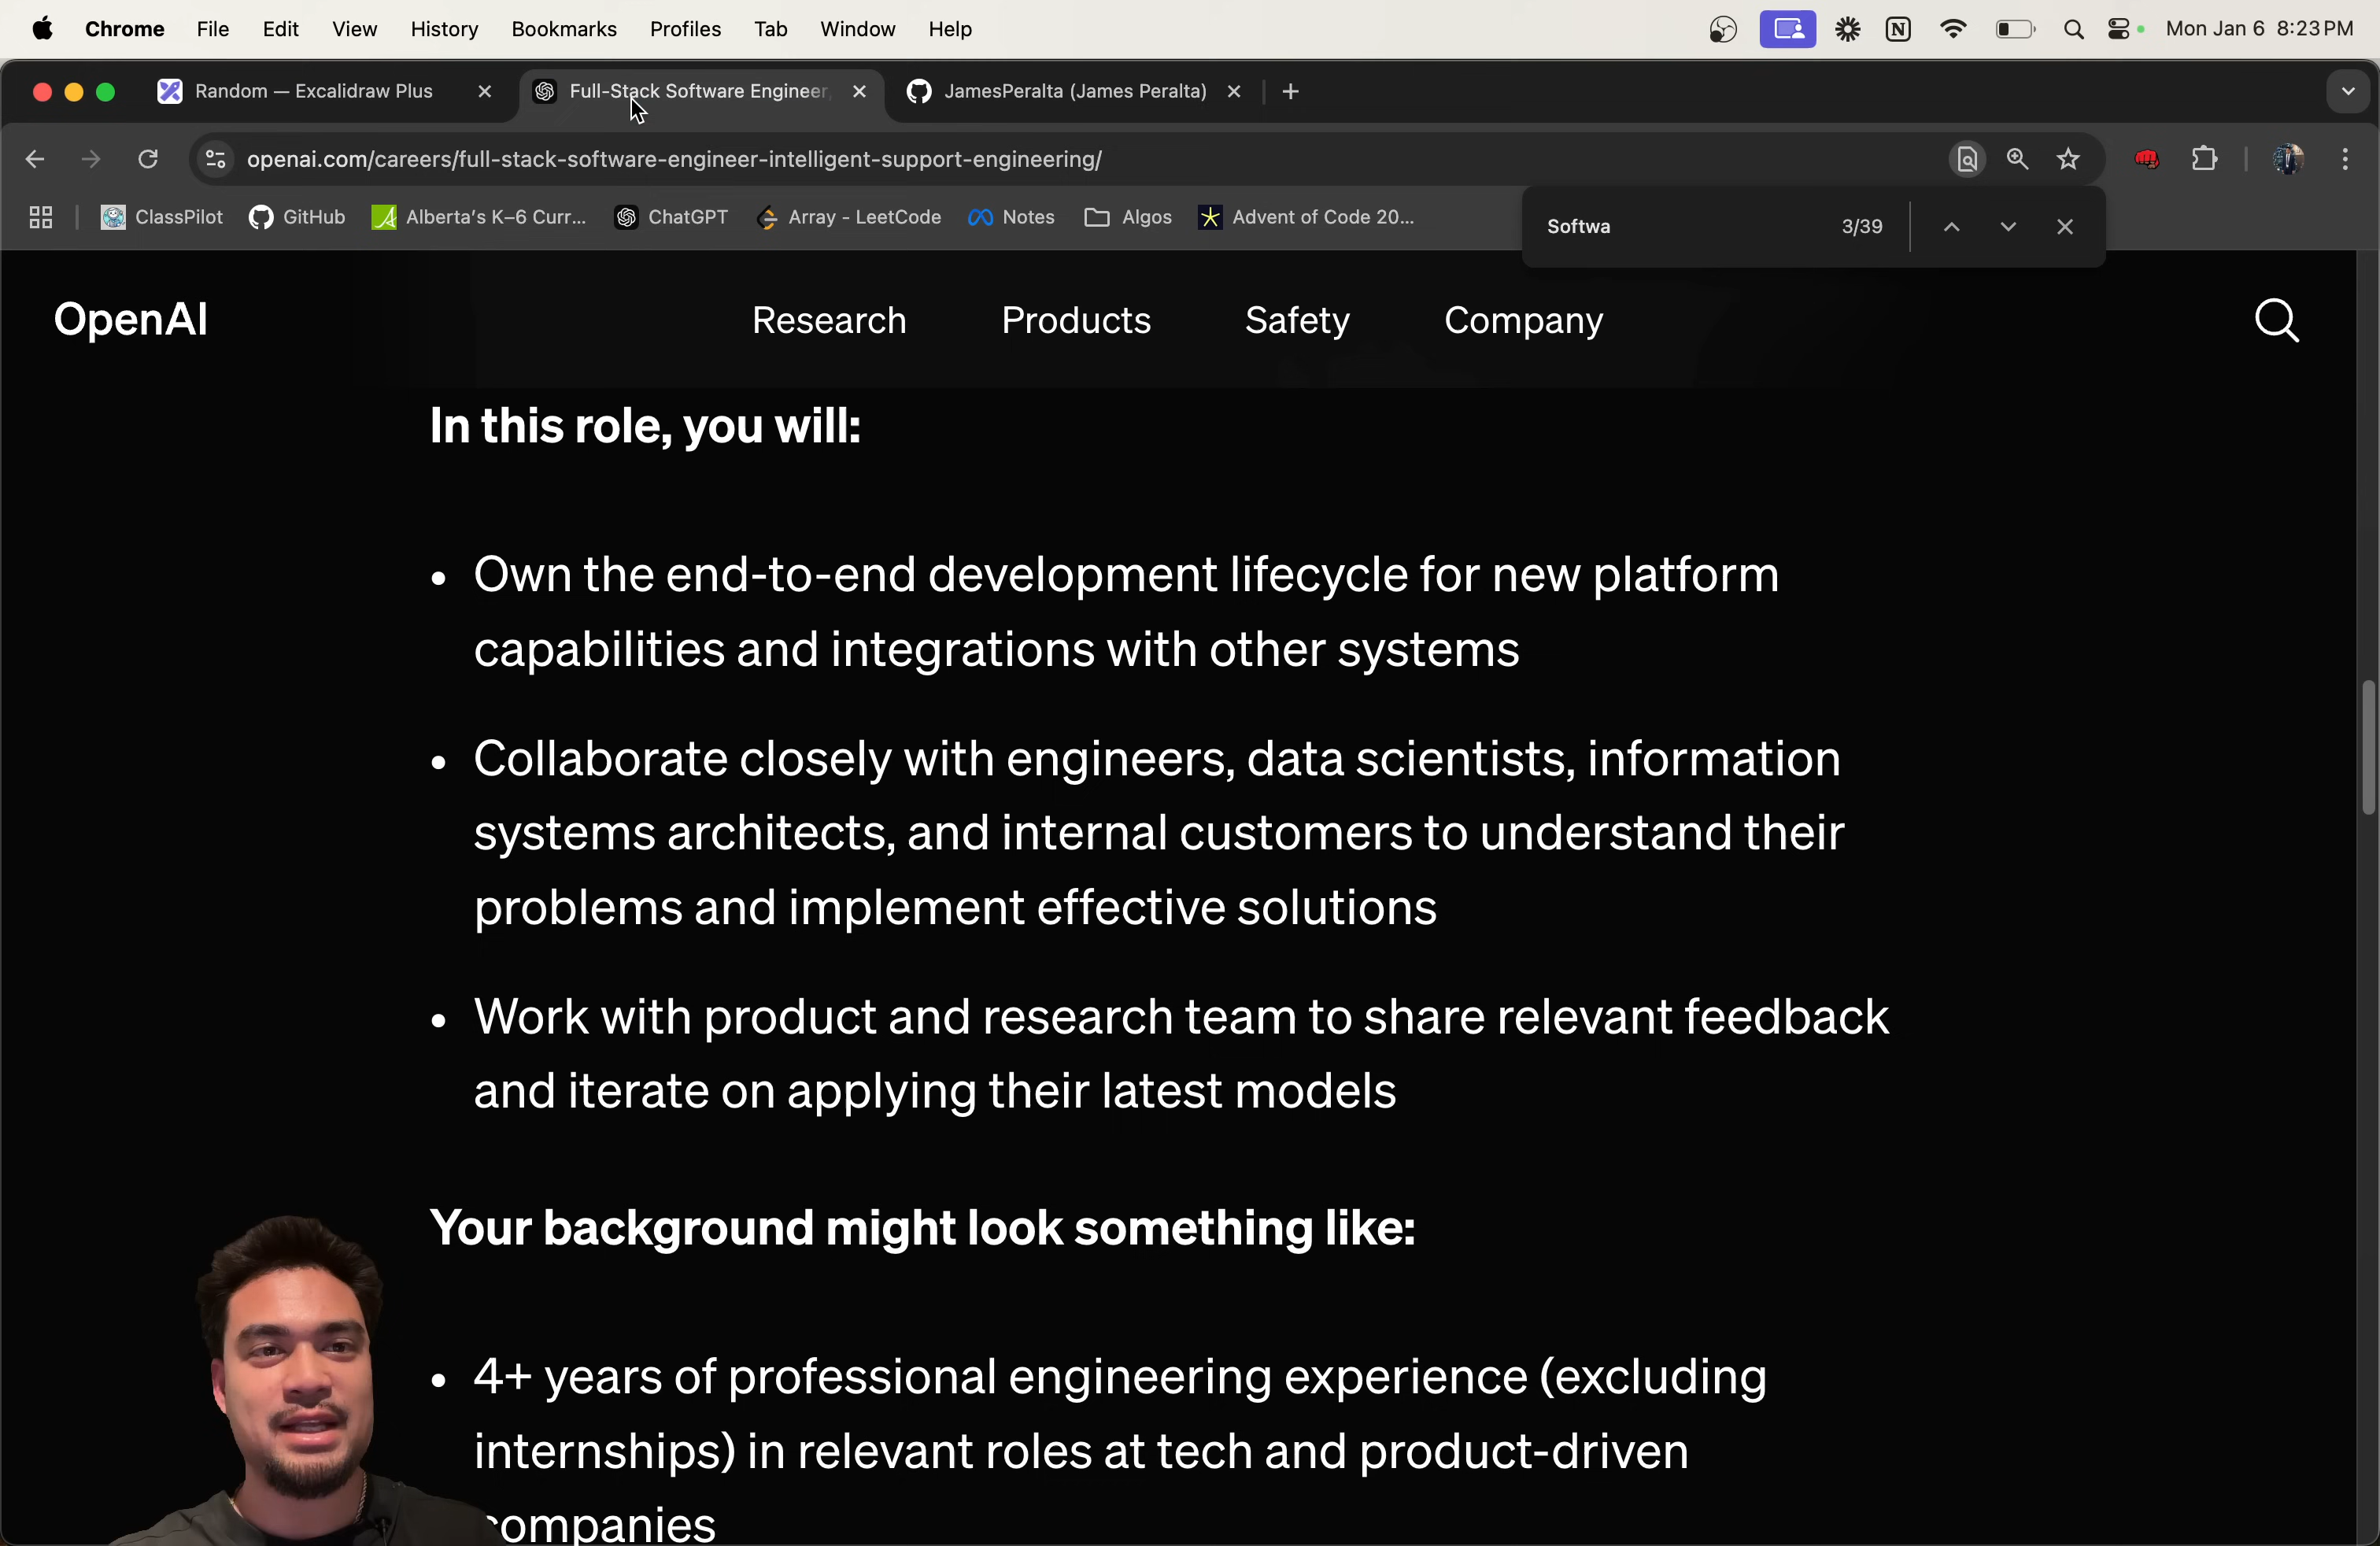 Chrome File Edit View History Bookmarks Profiles Tab Window Help Mon Jan 6 8:23 PM
Random — Excalidraw Plus Full-Stack Software Engineer, JamesPeralta (James Peralta)
openai.com/careers/full-stack-software-engineer-intelligent-support-engineering/
ClassPilot GitHub Alberta's K–6 Curr... ChatGPT Array - LeetCode Notes Algos Advent of Code 20...
Softwa 3/39
OpenAI Research Products Safety Company
In this role, you will:
• Own the end-to-end development lifecycle for new platform
capabilities and integrations with other systems
• Collaborate closely with engineers, data scientists, information
systems architects, and internal customers to understand their
problems and implement effective solutions
• Work with product and research team to share relevant feedback
and iterate on applying their latest models
Your background might look something like:
• 4+ years of professional engineering experience (excluding
internships) in relevant roles at tech and product-driven
companies